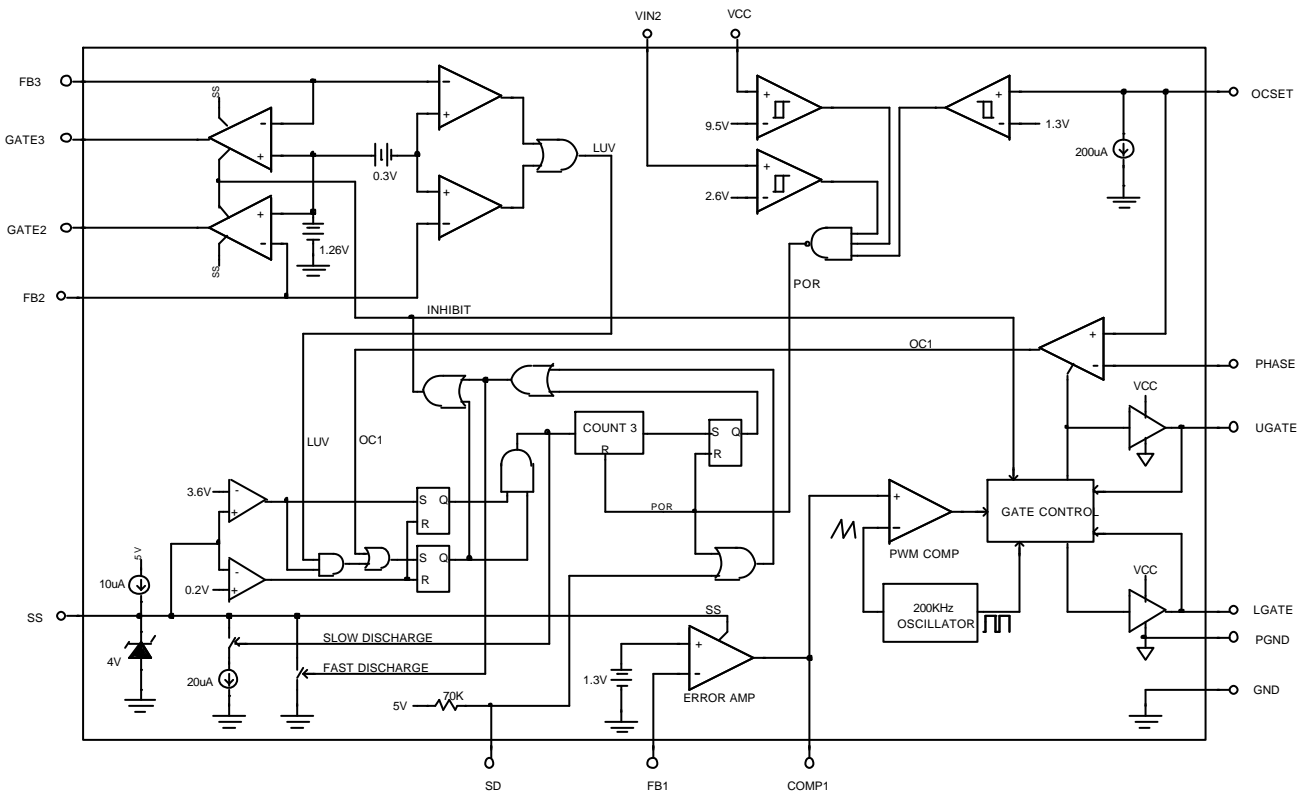 VIN2
VCC
FB3
SS
OCSET
GATE3
-
+
-
+
+
9.5V
-
+
-
1.3V
LUV
200uA
0.3V
+
-
+
-
2.6V
GATE2
+
-
SS
1.26V
FB2
POR
INHIBIT
OC1
+
-
PHASE
VCC
UGATE
COUNT 3
R
S Q
R
LUV
OC1
3.6V
-
+
S Q
R
POR
+
-
PWM COMP
GATE CONTROL
5 V
10uA
0.2V
-
+
S Q
R
VCC
200KHz
OSCILLATOR
LGATE
SS
SS
PGND
SLOW DISCHARGE
4V
FAST DISCHARGE
20uA
1.3V
+
-
ERROR AMP
5V
70K
GND
SD
FB1
COMP1